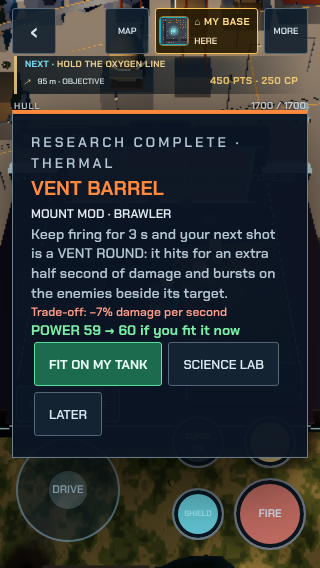 ‹
MAP
⌂ MY BASE
HERE
MORE
NEXT · HOLD THE OXYGEN LINE
↗ 95 m · OBJECTIVE
450 PTS · 250 CP
HULL
1700 / 1700
RESEARCH COMPLETE ·
THERMAL
VENT BARREL
MOUNT MOD · BRAWLER
Keep firing for 3 s and your next shot
is a VENT ROUND: it hits for an extra
half second of damage and bursts on
the enemies beside its target.
Trade-off: −7% damage per second
POWER 59 → 60 if you fit it now
FIT ON MY TANK
SCIENCE LAB
LATER
DRIVE
SHIELD
FIRE